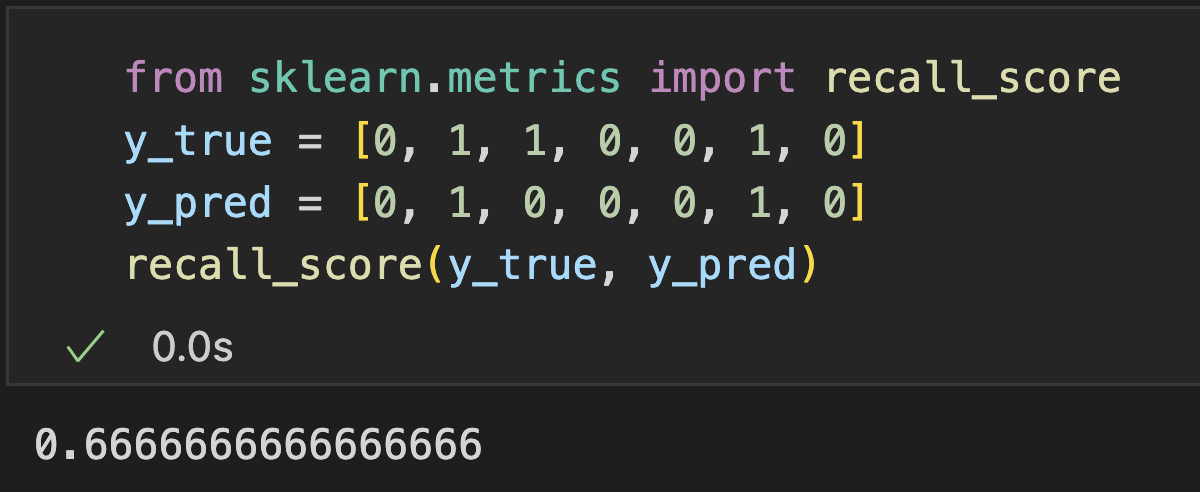 from sklearn.metrics import recall_score
y_true = [0, 1, 1, 0, 0, 1, 0]
y_pred = [0, 1, 0, 0, 0, 1, 0]
recall_score(y_true, y_pred)
✓ 0.0s
0.6666666666666666